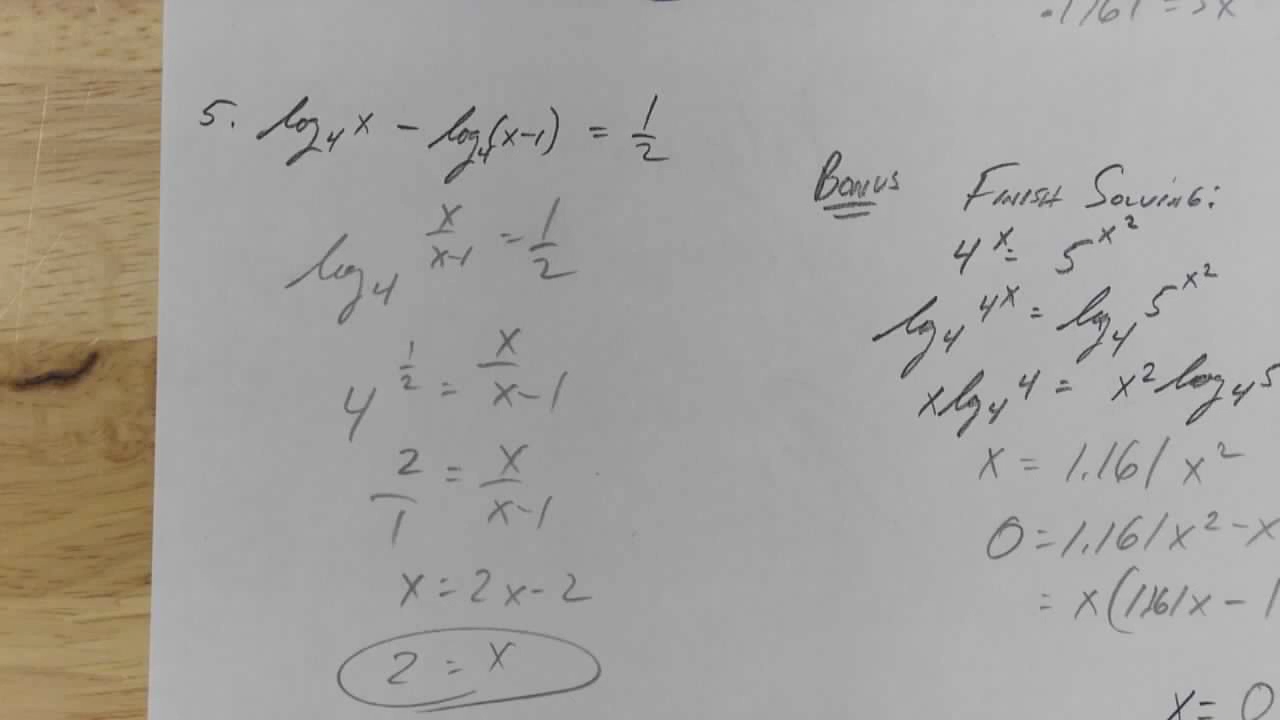 .1761 = 3x
5. log₄x - log₄(x-1) = 1/2
log₄ x/(x-1) = 1/2
4^(1/2) = x/(x-1)
2/1 = x/(x-1)
x = 2x - 2
2 = x
Bonus Finish Solving:
4^x = 5^(x²)
log₄ 4^x = log₄ 5^(x²)
x log₄ 4 = x² log₄ 5
x = 1.161 x²
0 = 1.161x² - x
= x(1.161x - 1
x = 0